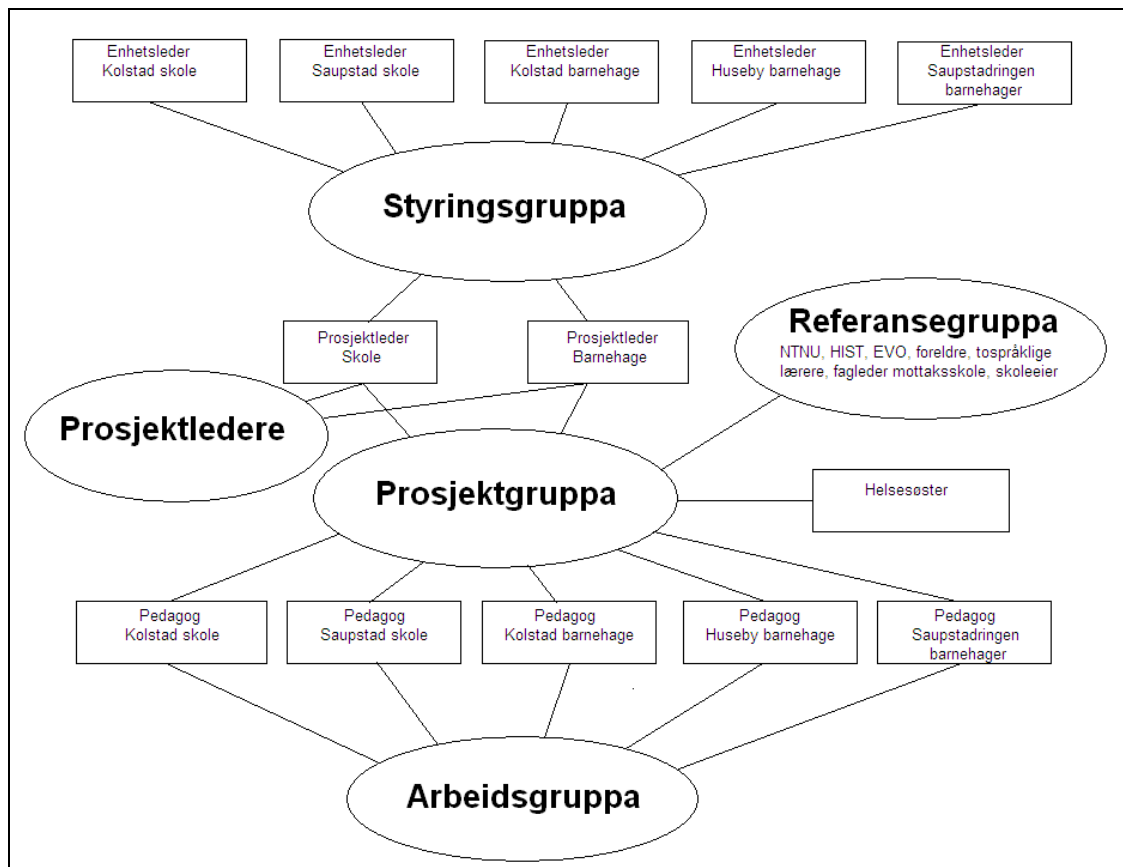 Enhetsleder
Kolstad skole
Enhetsleder
Saupstad skole
Enhetsleder
Kolstad barnehage
Enhetsleder
Huseby barnehage
Enhetsleder
Saupstadringen
barnehager
Styringsgruppa
Prosjektleder
Skole
Prosjektleder
Barnehage
Referansegruppa
NTNU, HIST, EVO, foreldre, tospråklige
lærere, fagleder mottaksskole, skoleeier
Prosjektledere
Prosjektgruppa
Helsesøster
Pedagog
Kolstad skole
Pedagog
Saupstad skole
Pedagog
Kolstad barnehage
Pedagog
Huseby barnehage
Pedagog
Saupstadringen
barnehager
Arbeidsgruppa